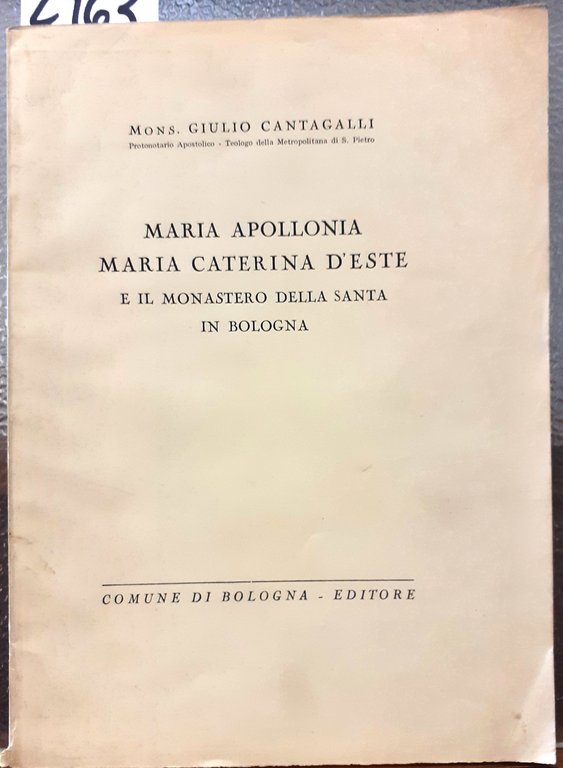 MONS. GIULIO CANTAGALLI
Protonotario Apostolico - Teologo della Metropolitana di S. Pietro
MARIA APOLLONIA
MARIA CATERINA D'ESTE
E IL MONASTERO DELLA SANTA
IN BOLOGNA
COMUNE DI BOLOGNA - EDITORE